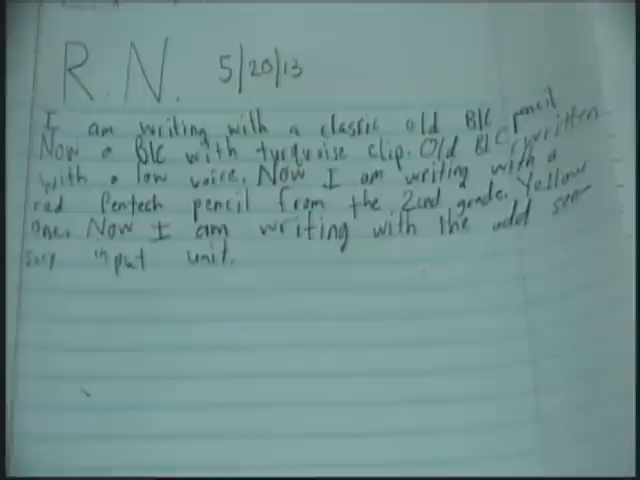 R.N. 5/20/13
I am writing with a classic old BIC pencil
Now a BIC with turquoise clip. Old BIC (written
with a low voice. Now I am writing with a
red Pentech pencil from the 2nd grade. Yellow
one. Now I am writing with the odd sen
sory input unit.